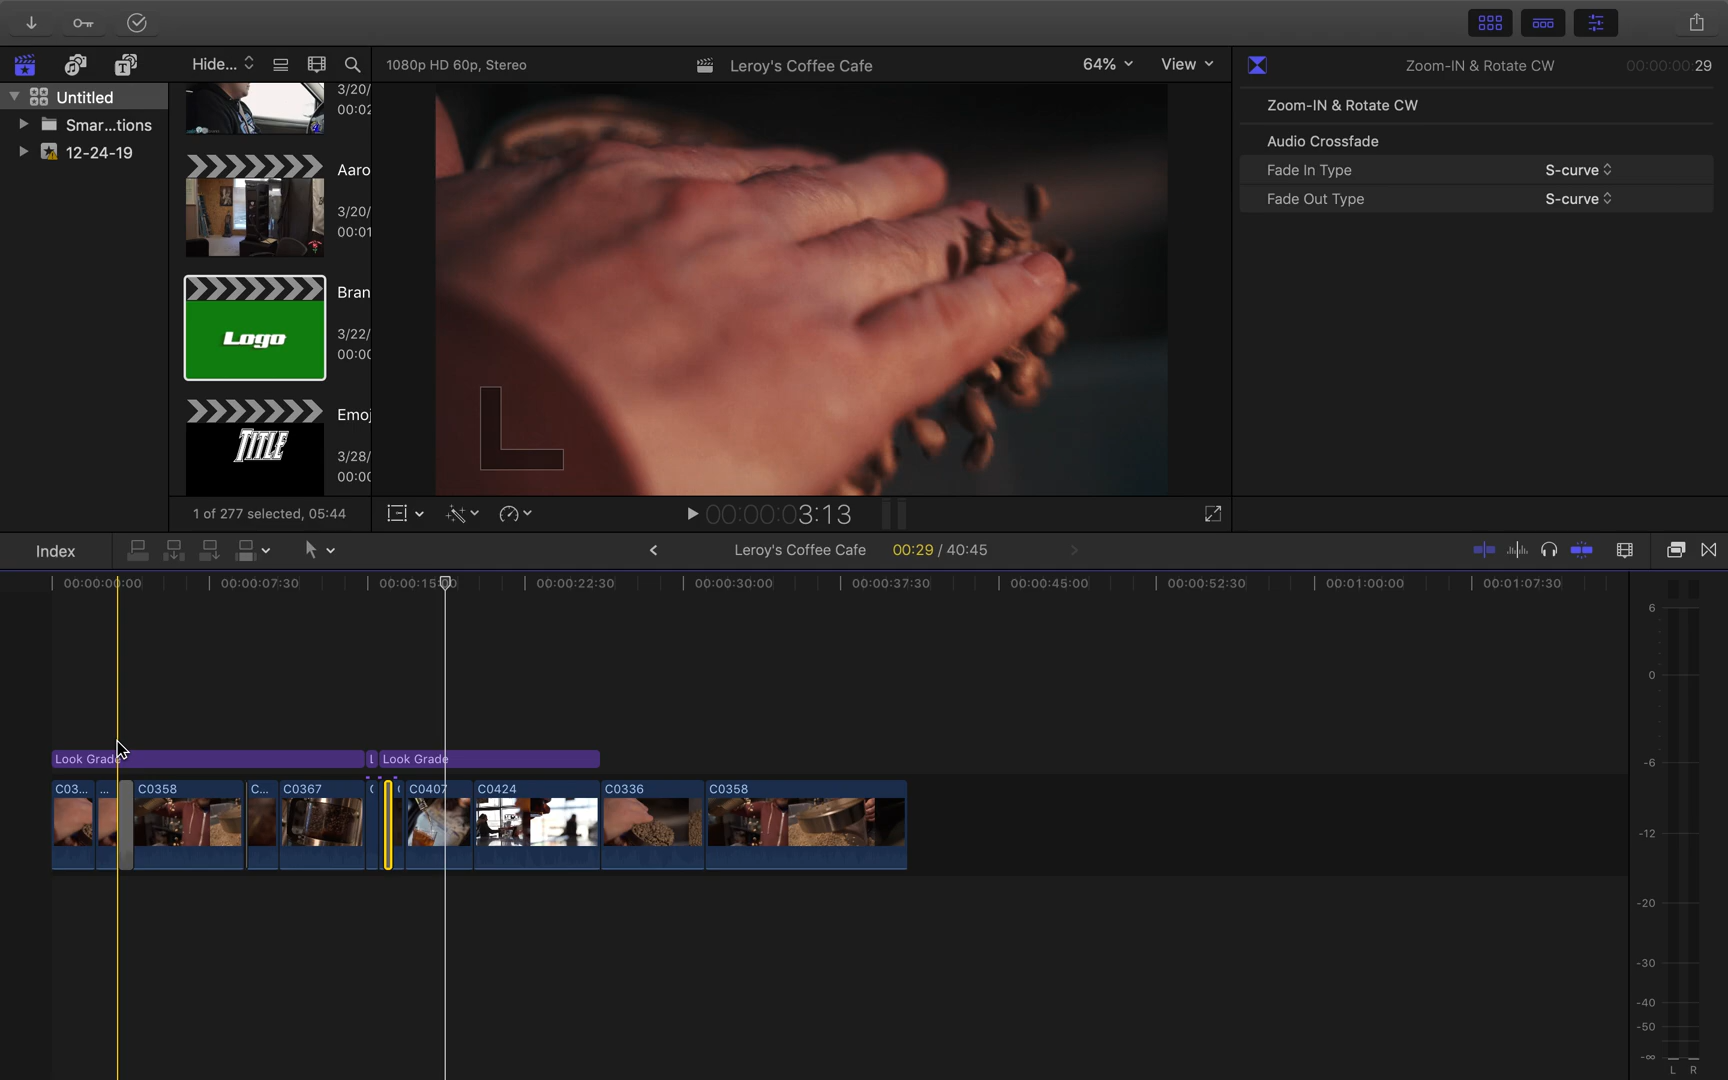 Hide...
1080p HD 60p, Stereo
Leroy's Coffee Cafe
64%
View
Zoom-IN & Rotate CW
00:00:00:29
Untitled
Smar...tions
12-24-19
3/20/
00:02
Aaro
3/20/
00:01
Logo
Bran
3/22/
00:00
TITLE
Emoj
3/28/
00:00
1 of 277 selected, 05:44
L
00:00:03:13
Zoom-IN & Rotate CW
Audio Crossfade
Fade In Type
S-curve
Fade Out Type
S-curve
Index
Leroy's Coffee Cafe
00:29 / 40:45
00:00:00:00
00:00:07:30
00:00:15:00
00:00:22:30
00:00:30:00
00:00:37:30
00:00:45:00
00:00:52:30
00:01:00:00
00:01:07:30
Look Grade
L
Look Grade
C03...
...
C0358
C...
C0367
C0407
C0424
C0336
C0358
6
0
-6
-12
-20
-30
-40
-50
-∞
L R